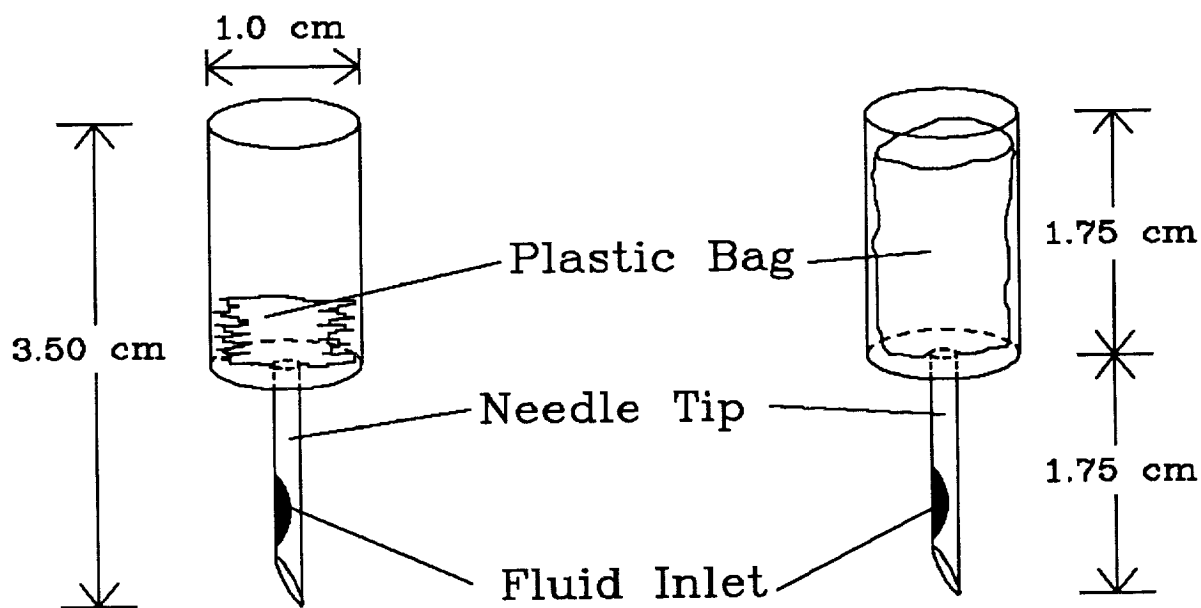 1.0 cm
Plastic Bag
1.75 cm
3.50 cm
Needle Tip
1.75 cm
Fluid Inlet